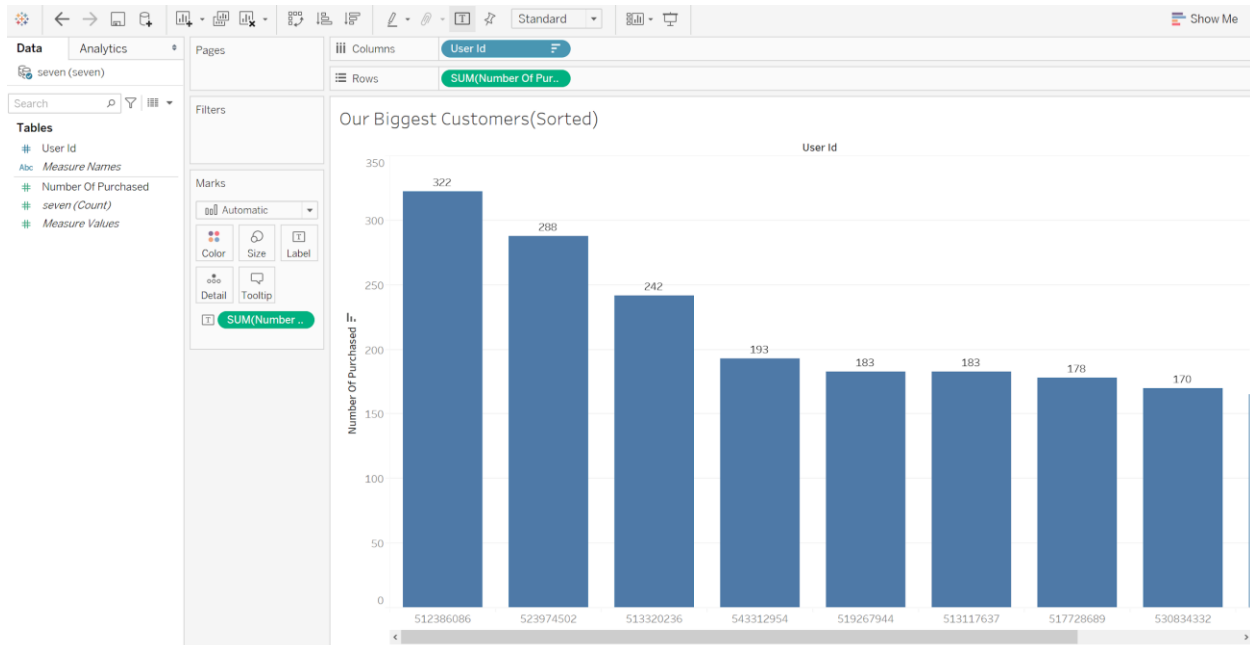 Standard
Show Me
Data
Analytics
seven (seven)
Search
Tables
# User Id
Abc Measure Names
# Number Of Purchased
# seven (Count)
# Measure Values
Pages
Filters
Marks
Automatic
Color
Size
Label
Detail
Tooltip
SUM(Number ..
Columns
User Id
Rows
SUM(Number Of Pur..
Our Biggest Customers(Sorted)
User Id
Number Of Purchased
350
300
250
200
150
100
50
0
322
288
242
193
183
183
178
170
512386086
523974502
513320236
543312954
519267944
513117637
517728689
530834332